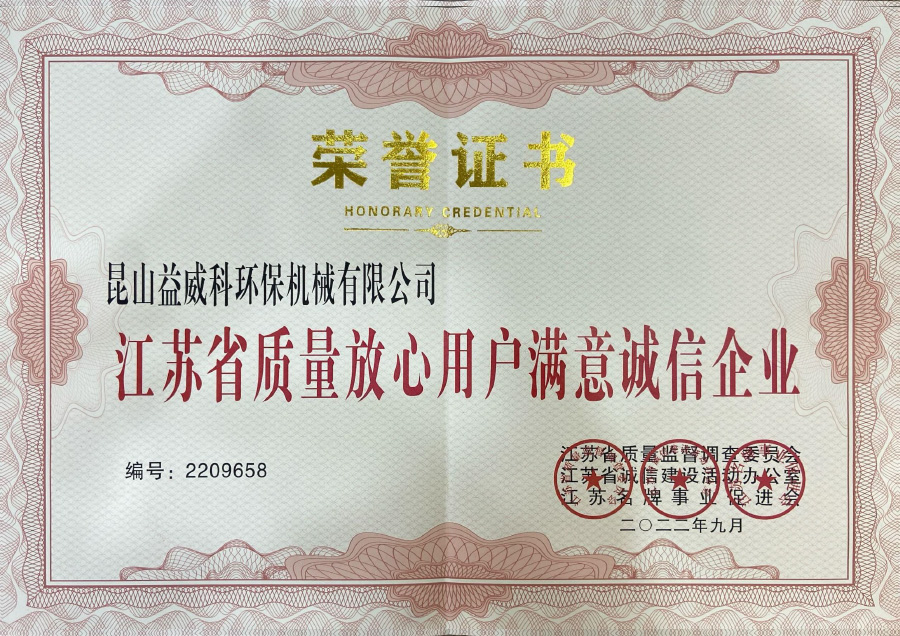 荣誉证书
HONORARY CREDENTIAL
昆山益威科环保机械有限公司
江苏省质量放心用户满意诚信企业
编号：2209658
江苏省质量监督调查委员会
江苏省诚信建设活动办公室
江苏名牌事业促进会
二〇二二年九月